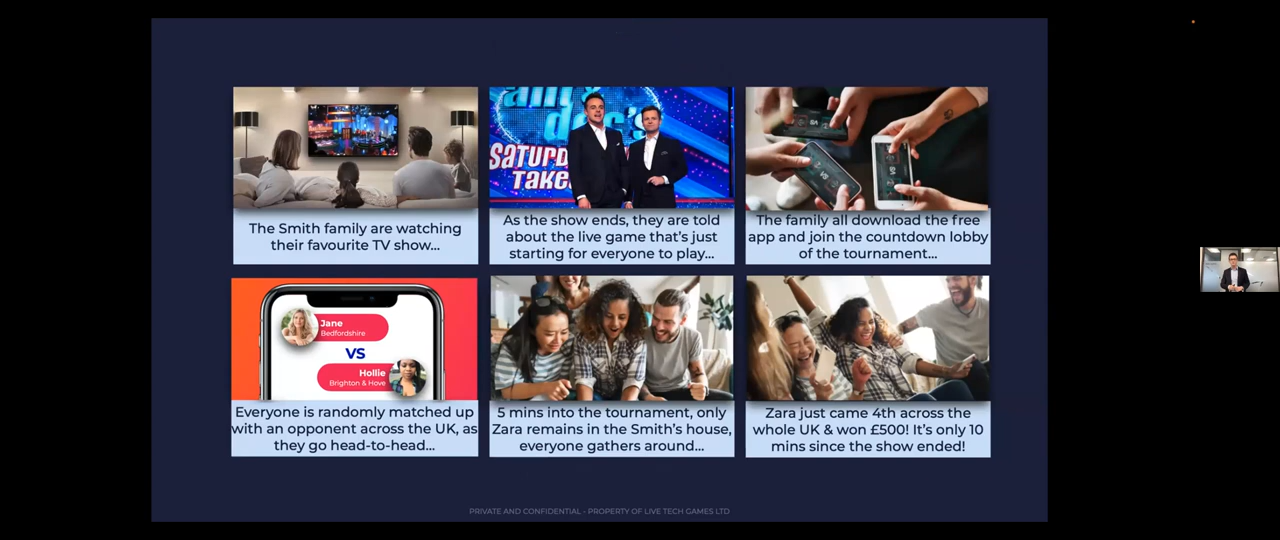 ant &
dec's
SATURD
TAKE
The Smith family are watching
their favourite TV show...
As the show ends, they are told
about the live game that's just
starting for everyone to play...
The family all download the free
app and join the countdown lobby
of the tournament...
Jane
Bedfordshire
VS
Hollie
Brighton & Hove
Everyone is randomly matched up
with an opponent across the UK, as
they go head-to-head...
5 mins into the tournament, only
Zara remains in the Smith's house,
everyone gathers around...
Zara just came 4th across the
whole UK & won £500! It's only 10
mins since the show ended!
PRIVATE AND CONFIDENTIAL - PROPERTY OF LIVE TECH GAMES LTD